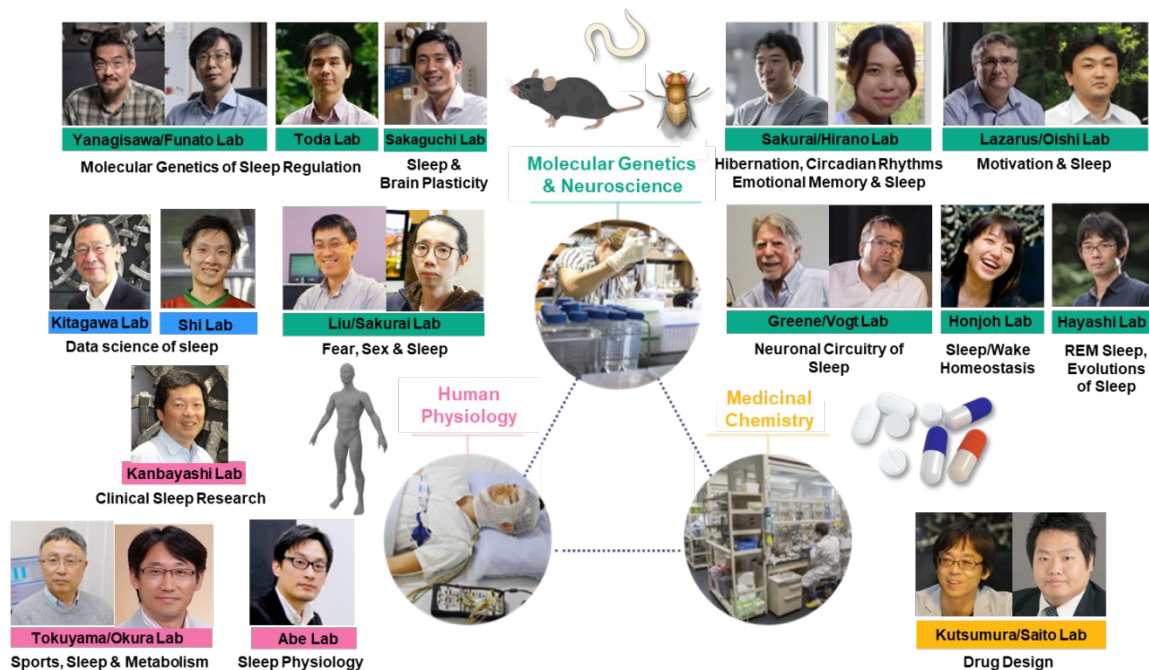 Yanagisawa/Funato Lab
Toda Lab
Sakaguchi Lab
Molecular Genetics of Sleep Regulation
Sleep &
Brain Plasticity
Molecular Genetics
& Neuroscience
Sakurai/Hirano Lab
Lazarus/Oishi Lab
Hibernation, Circadian Rhythms
Emotional Memory & Sleep
Motivation & Sleep
Kitagawa Lab
Shi Lab
Data science of sleep
Liu/Sakurai Lab
Fear, Sex & Sleep
Greene/Vogt Lab
Neuronal Circuitry of
Sleep
Honjoh Lab
Sleep/Wake
Homeostasis
Hayashi Lab
REM Sleep,
Evolutions
of Sleep
Human
Physiology
Medicinal
Chemistry
Kanbayashi Lab
Clinical Sleep Research
Tokuyama/Okura Lab
Sports, Sleep & Metabolism
Abe Lab
Sleep Physiology
Kutsumura/Saito Lab
Drug Design